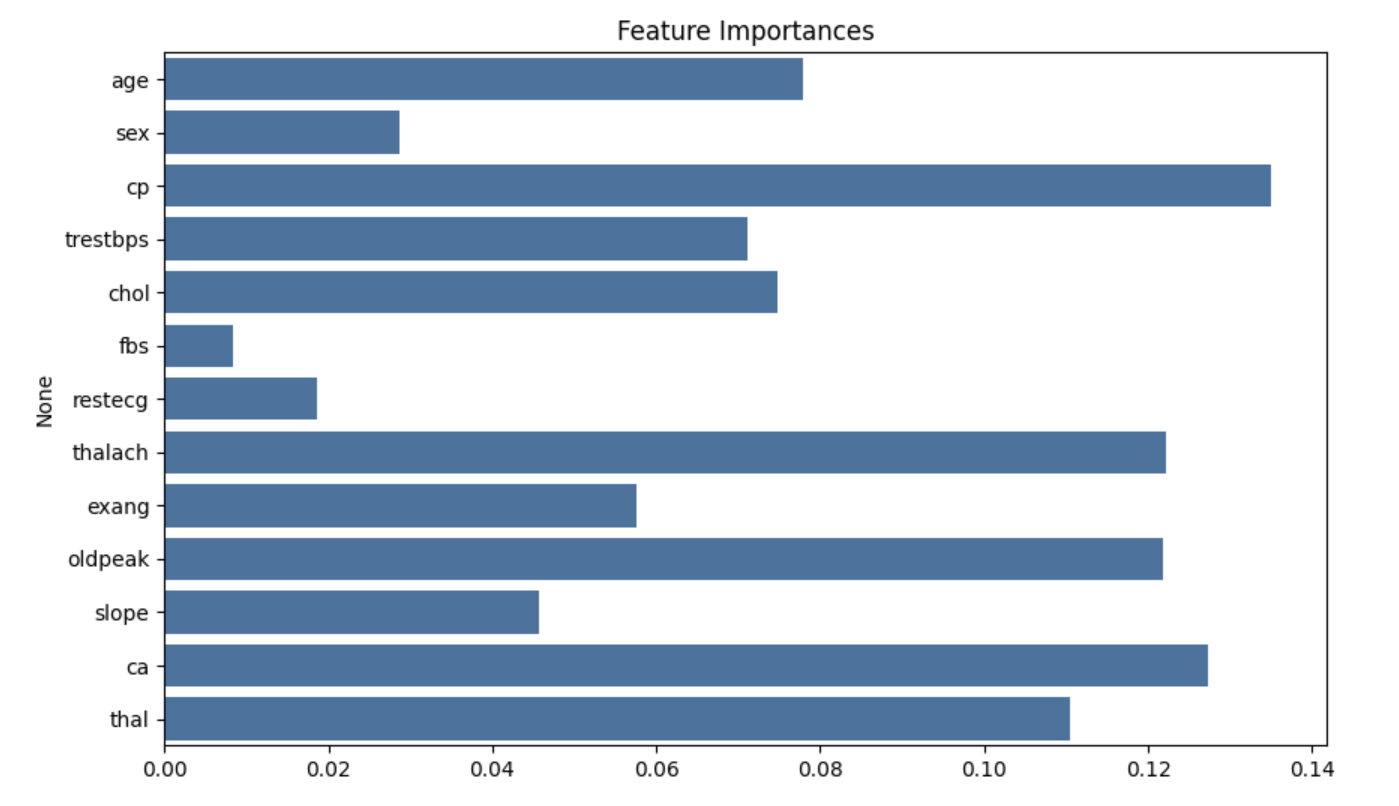 Feature Importances
age
sex
cp
trestbps
chol
fbs
restecg
thalach
exang
oldpeak
slope
ca
thal
None
0.00 0.02 0.04 0.06 0.08 0.10 0.12 0.14